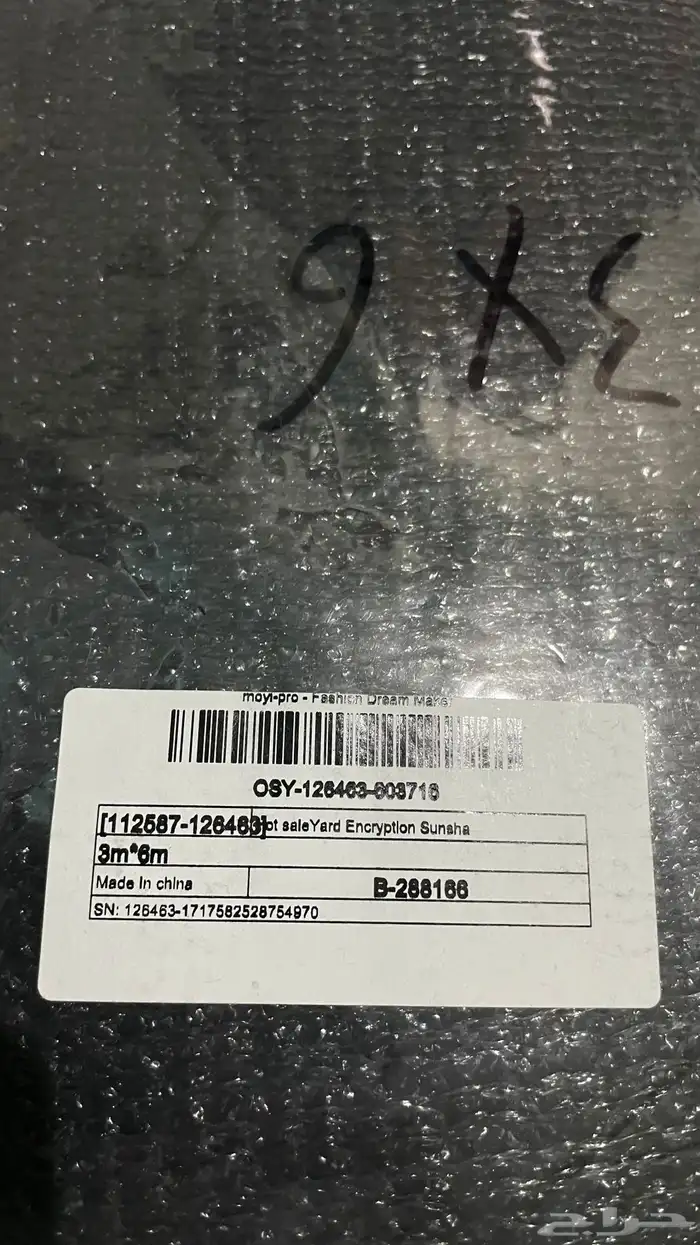 3X6
moyi-pro - Fashion Dream Maker
OSY-126463-603716
[112587-126463]ot saleYard Encryption Sunsha
3m*6m
Made In china B-288166
SN: 126463-1717582528754970
حراج